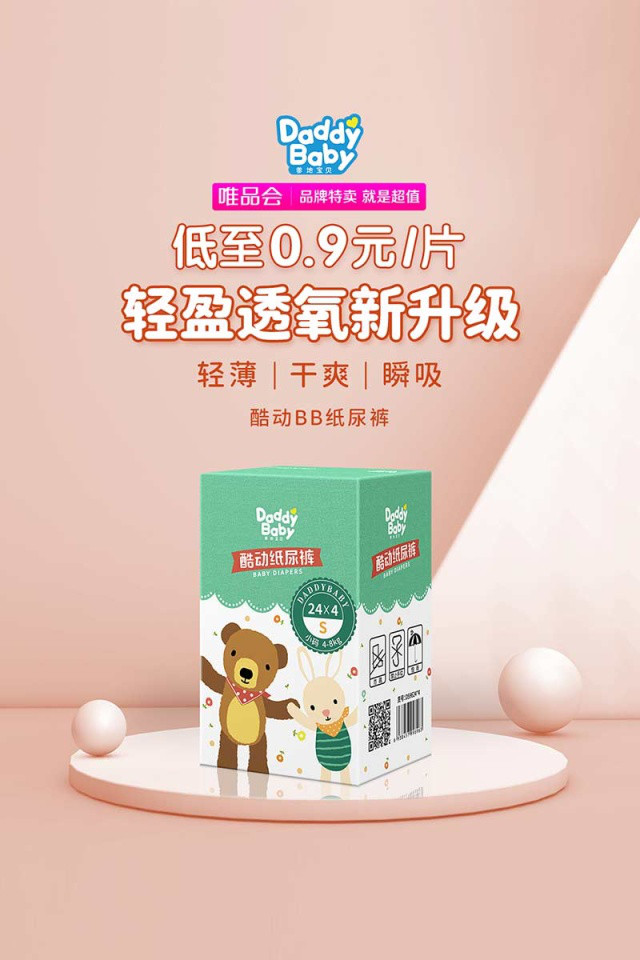 Daddy
Baby
爹地宝贝
唯品会 | 品牌特卖 就是超值
低至0.9元/片
轻盈透氧新升级
轻薄 | 干爽 | 瞬吸
酷动BB纸尿裤
Daddy
Baby
酷动纸尿裤
BABY DIAPERS
DADDYBABY
24×4
S
小码 4-8kg
Daddy
Baby
酷动纸尿裤
BABY DIAPERS